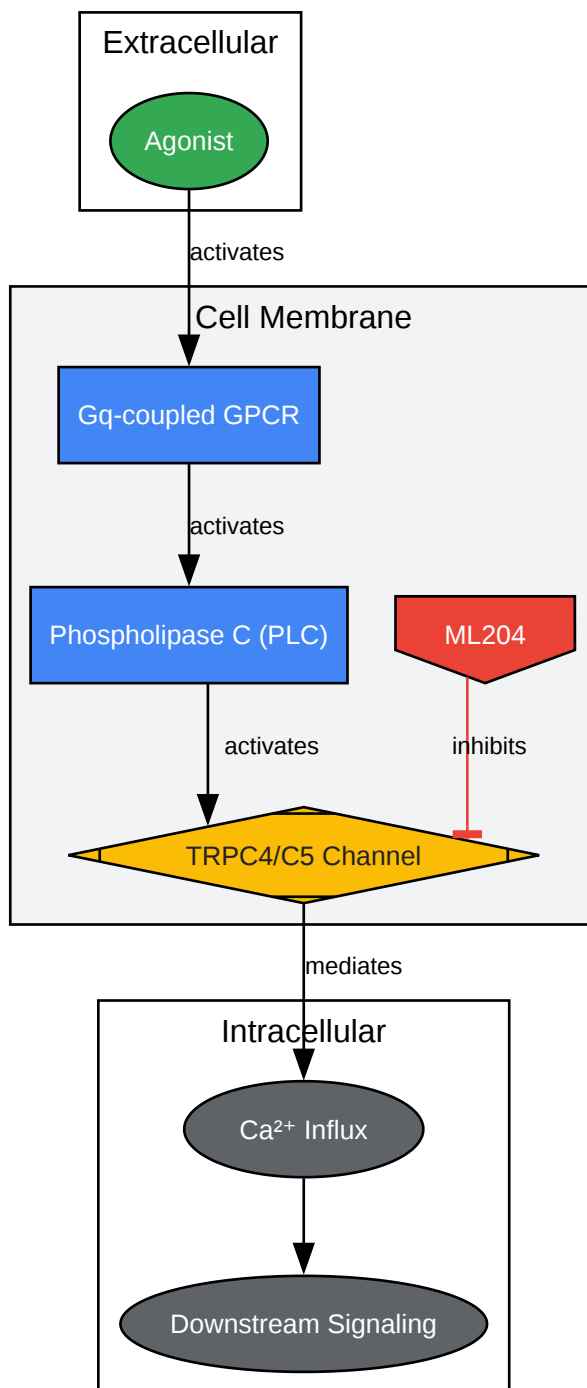 Extracellular
Agonist
activates
Cell Membrane
Gq-coupled GPCR
activates
Phospholipase C (PLC)
ML204
activates
inhibits
TRPC4/C5 Channel
mediates
Intracellular
Ca²⁺ Influx
Downstream Signaling